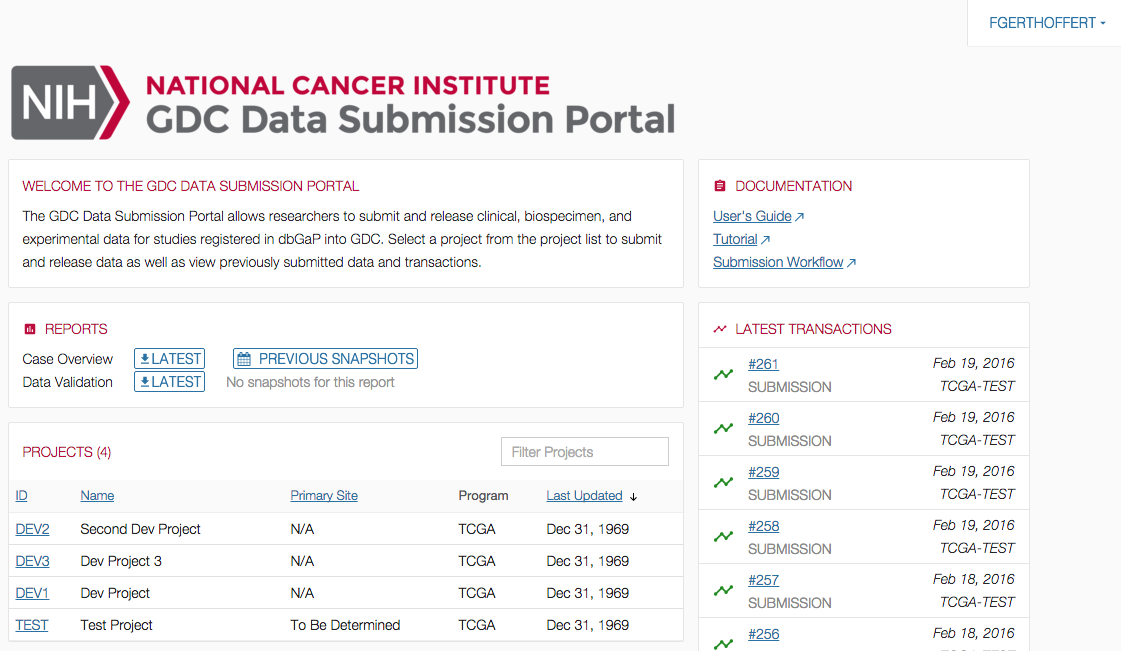 FGERTHOFFERT
NIH
NATIONAL CANCER INSTITUTE
GDC Data Submission Portal
WELCOME TO THE GDC DATA SUBMISSION PORTAL
The GDC Data Submission Portal allows researchers to submit and release clinical, biospecimen, and
experimental data for studies registered in dbGaP into GDC. Select a project from the project list to submit
and release data as well as view previously submitted data and transactions.
DOCUMENTATION
User's Guide
Tutorial
Submission Workflow
REPORTS
Case Overview LATEST PREVIOUS SNAPSHOTS
Data Validation LATEST No snapshots for this report
PROJECTS (4) Filter Projects
ID Name Primary Site Program Last Updated
DEV2 Second Dev Project N/A TCGA Dec 31, 1969
DEV3 Dev Project 3 N/A TCGA Dec 31, 1969
DEV1 Dev Project N/A TCGA Dec 31, 1969
TEST Test Project To Be Determined TCGA Dec 31, 1969
LATEST TRANSACTIONS
#261 Feb 19, 2016
SUBMISSION TCGA-TEST
#260 Feb 19, 2016
SUBMISSION TCGA-TEST
#259 Feb 19, 2016
SUBMISSION TCGA-TEST
#258 Feb 19, 2016
SUBMISSION TCGA-TEST
#257 Feb 18, 2016
SUBMISSION TCGA-TEST
#256 Feb 18, 2016